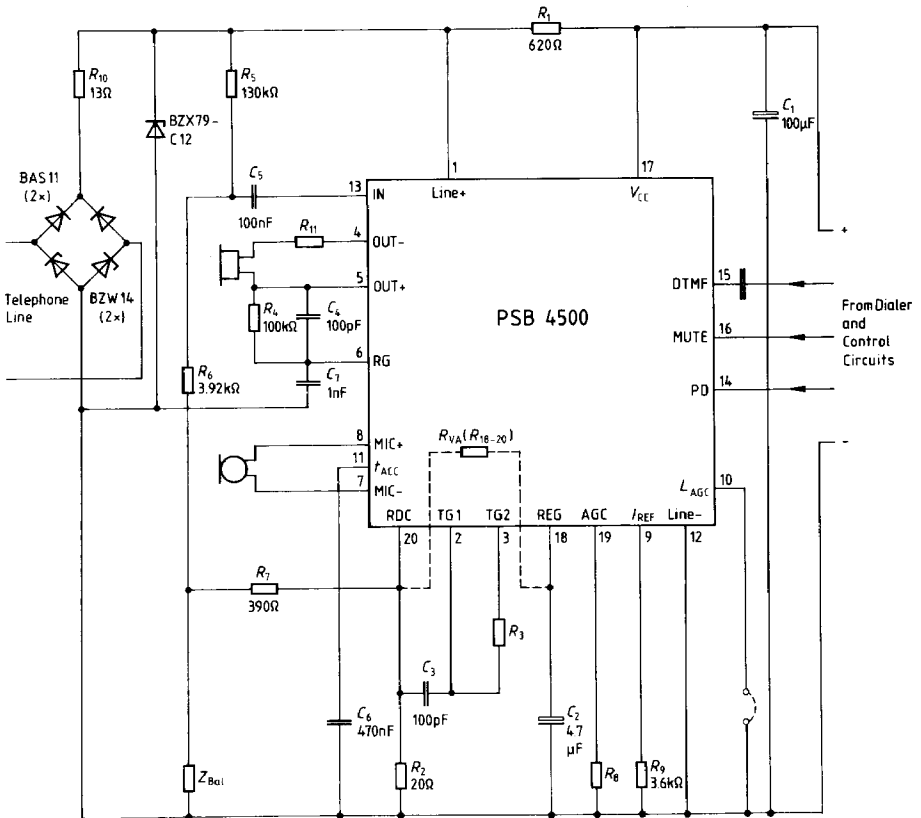 R1
620Ω
R10
13Ω
R5
130kΩ
BZX79-
C12
C1
100μF
BAS11
(2×)
C5
100nF
13
IN
1
Line+
17
VCC
R11
4
OUT-
5
OUT+
R4
100kΩ
C4
100pF
6
RG
C7
1nF
BZW14
(2×)
Telephone
Line
PSB 4500
DTMF
15
MUTE
16
PD
14
+
From Dialer
and
Control
Circuits
-
R6
3.92kΩ
8
MIC+
11
tACC
7
MIC-
RVA(R18-20)
LAGC
10
RDC
TG1
TG2
REG
AGC
IREF
Line-
20
2
3
18
19
9
12
R7
390Ω
R3
C3
100pF
C6
470nF
C2
4.7
μF
ZBal
R2
20Ω
R8
R9
3.6kΩ